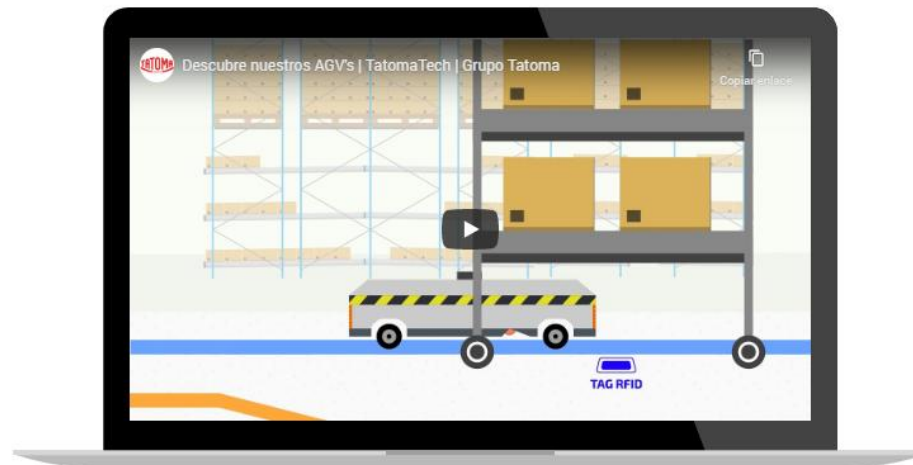 TATOMA
Descubre nuestros AGV's | TatomaTech | Grupo Tatoma
Copiar enlace
TAG RFID